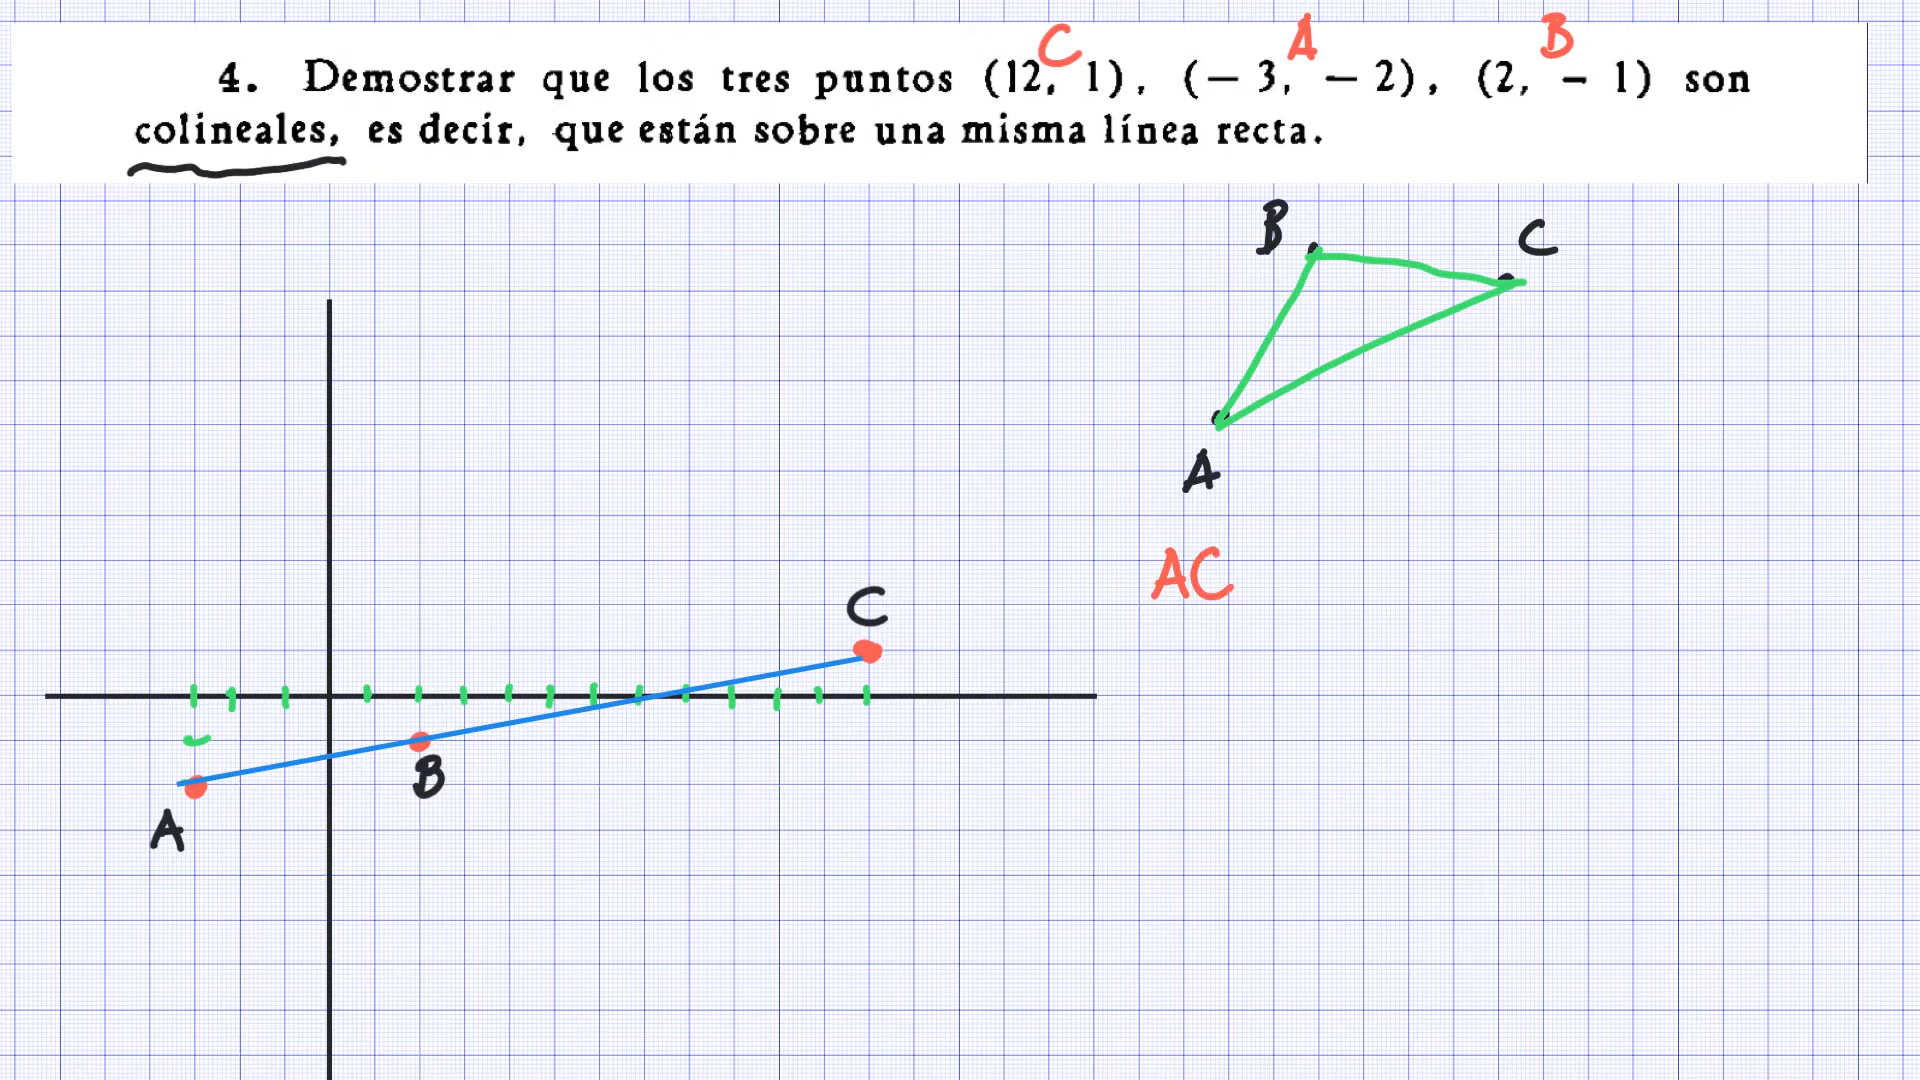 C A B
4. Demostrar que los tres puntos (12, 1), (− 3, − 2), (2, − 1) son
colineales, es decir, que están sobre una misma línea recta.
B C
A
AC
C
B
A